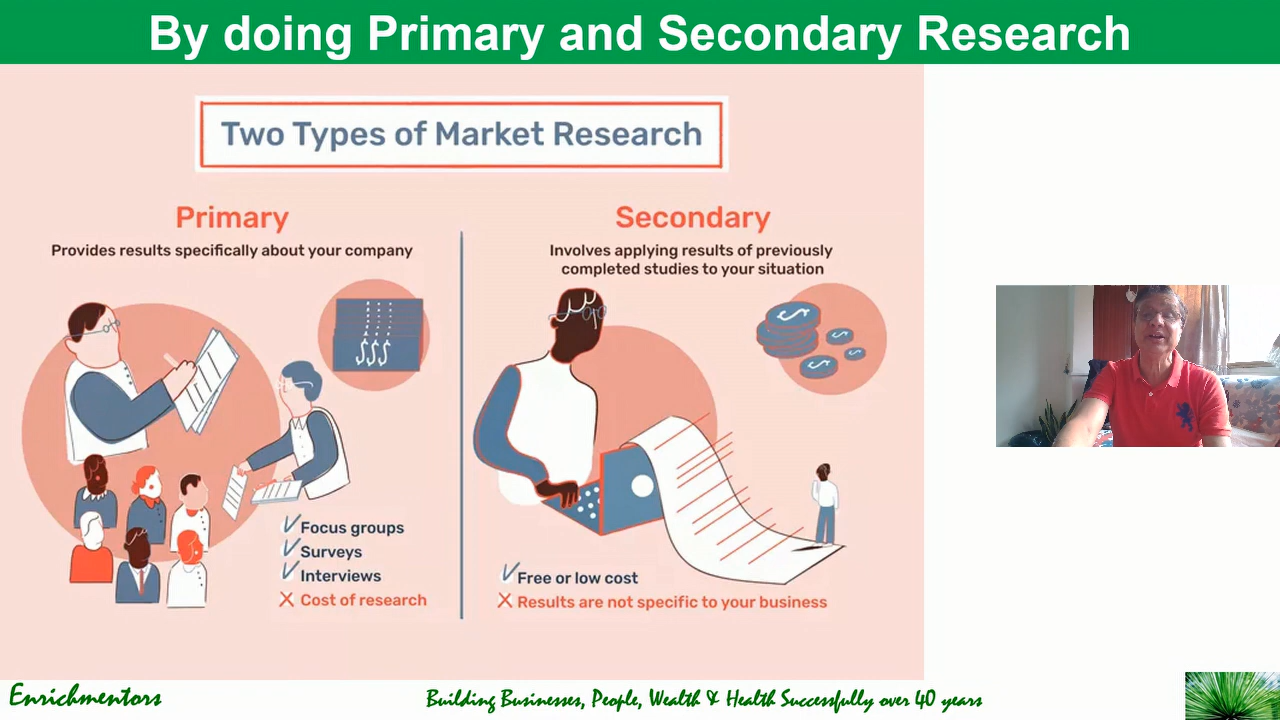 By doing Primary and Secondary Research
Two Types of Market Research
Primary
Provides results specifically about your company
Focus groups
Surveys
Interviews
Cost of research
Secondary
Involves applying results of previously
completed studies to your situation
Free or low cost
Results are not specific to your business
Enrichmentors
Building Businesses, People, Wealth & Health Successfully over 40 years